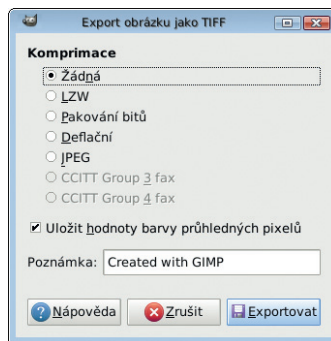 Export obrázku jako TIFF
Komprimace
Žádná
LZW
Pakování bitů
Deflační
JPEG
CCITT Group 3 fax
CCITT Group 4 fax
Uložit hodnoty barvy průhledných pixelů
Poznámka: Created with GIMP
Nápověda Zrušit Exportovat